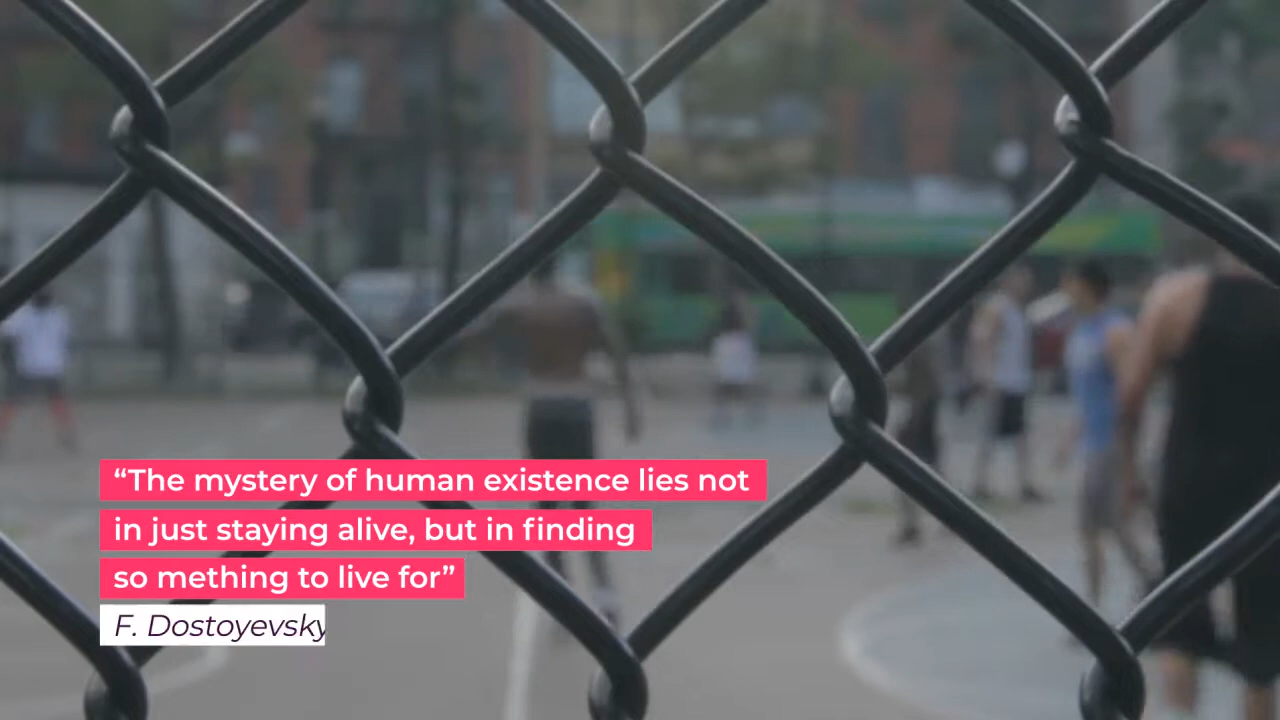 “The mystery of human existence lies not
in just staying alive, but in finding
so mething to live for”
F. Dostoyevsky